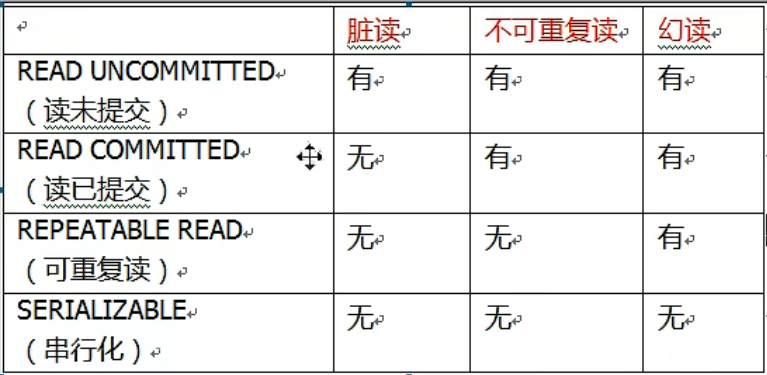 脏读 不可重复读 幻读
READ UNCOMMITTED
（读未提交） 有 有 有
READ COMMITTED
（读已提交） 无 有 有
REPEATABLE READ
（可重复读） 无 无 有
SERIALIZABLE
（串行化） 无 无 无